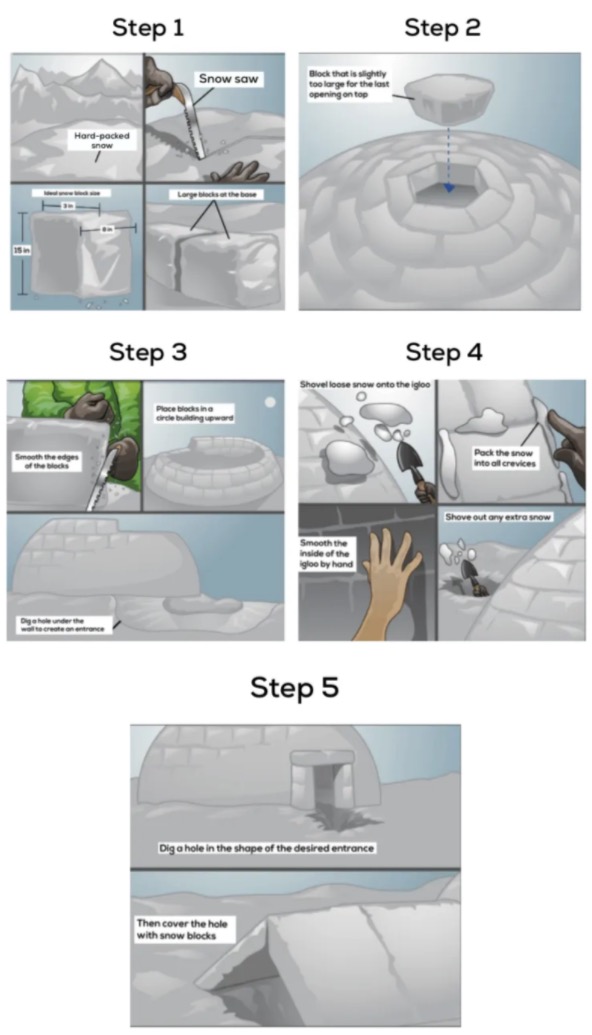 Step 1
Snow saw
Hard-packed
snow
Ideal snow block size
3 in
6 in
15 in
Large blocks at the base
Step 2
Block that is slightly
too large for the last
opening on top
Step 3
Smooth the edges
of the blocks
Place blocks in a
circle building upward
Dig a hole under the
wall to create an entrance
Step 4
Shovel loose snow onto the igloo
Pack the snow
into all crevices
Smooth the
inside of the
igloo by hand
Shove out any extra snow
Step 5
Dig a hole in the shape of the desired entrance
Then cover the hole
with snow blocks